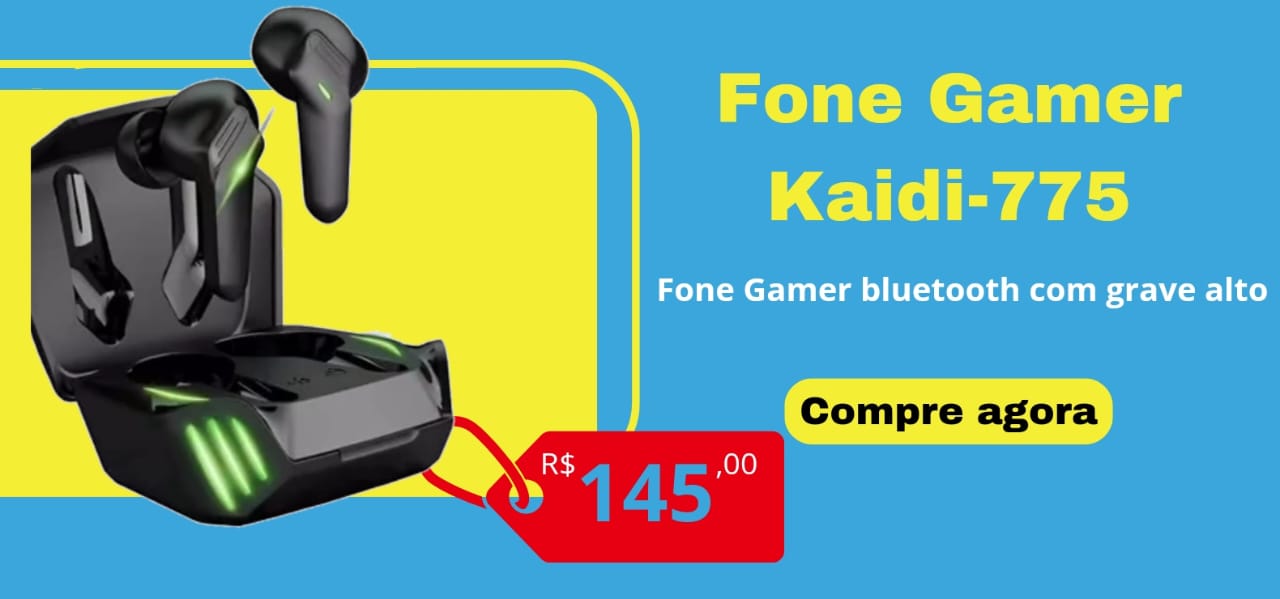 Fone Gamer
Kaidi-775
Fone Gamer bluetooth com grave alto
Compre agora
R$145,00